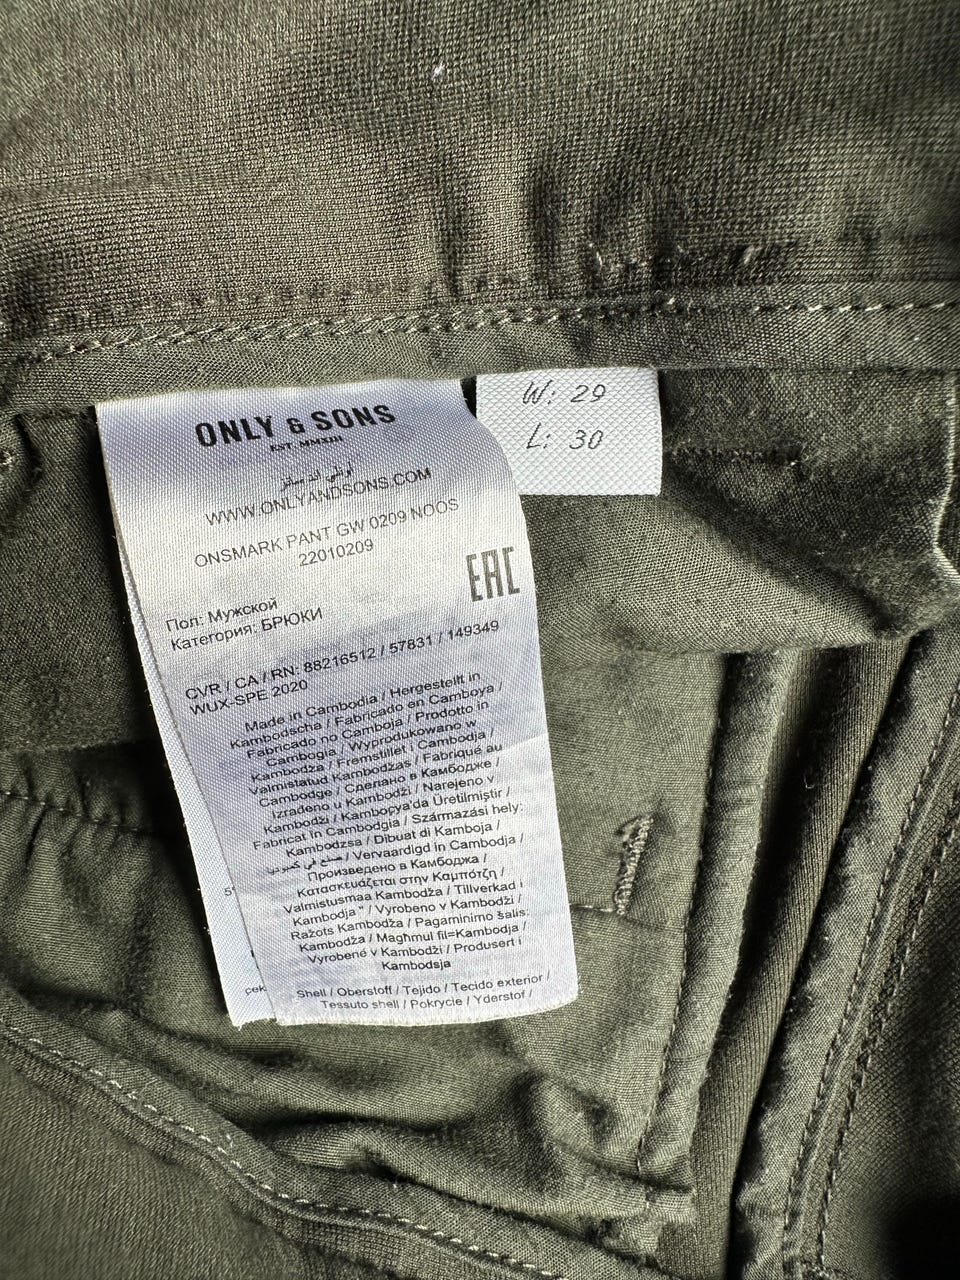 W: 29
L: 30
ONLY & SONS
EST. MMXIII
اونلي اند سانز
WWW.ONLYANDSONS.COM
ONSMARK PANT GW 0209 NOOS
22010209
EAC
Пол: Мужской
Категория: БРЮКИ
CVR / CA / RN: 88216512 / 57831 / 149349
WUX-SPE 2020
Made in Cambodia / Hergestellt in
Kambodscha / Fabricado en Camboya /
Fabricado no Camboja / Prodotto in
Cambogia / Wyprodukowano w
Kambodża / Fremstillet i Cambodja /
Valmistatud Kambodžas / Fabriqué au
Cambodge / Сделано в Камбодже /
Izrađeno u Kambodži / Narejeno v
Kambodži / Kamboçya'da Üretilmiştir /
Fabricat în Cambodgia / Származási hely:
Kambodzsa / Dibuat di Kamboja /
صنع في كمبوديا / Vervaardigd in Cambodja /
Произведено в Камбоджа /
Κατασκευάζεται στην Καμπότζη /
Valmistusmaa Kambodža / Tillverkad i
Kambodja " / Vyrobeno v Kambodži /
Ražots Kambodža / Pagaminimo šalis:
Kambodža / Magħmul fil=Kambodja /
Vyrobené v Kambodži / Produsert i
Kambodsja
Shell / Oberstoff / Tejido / Tecido exterior /
Tessuto shell / Pokrycie / Yderstof /
5
çek